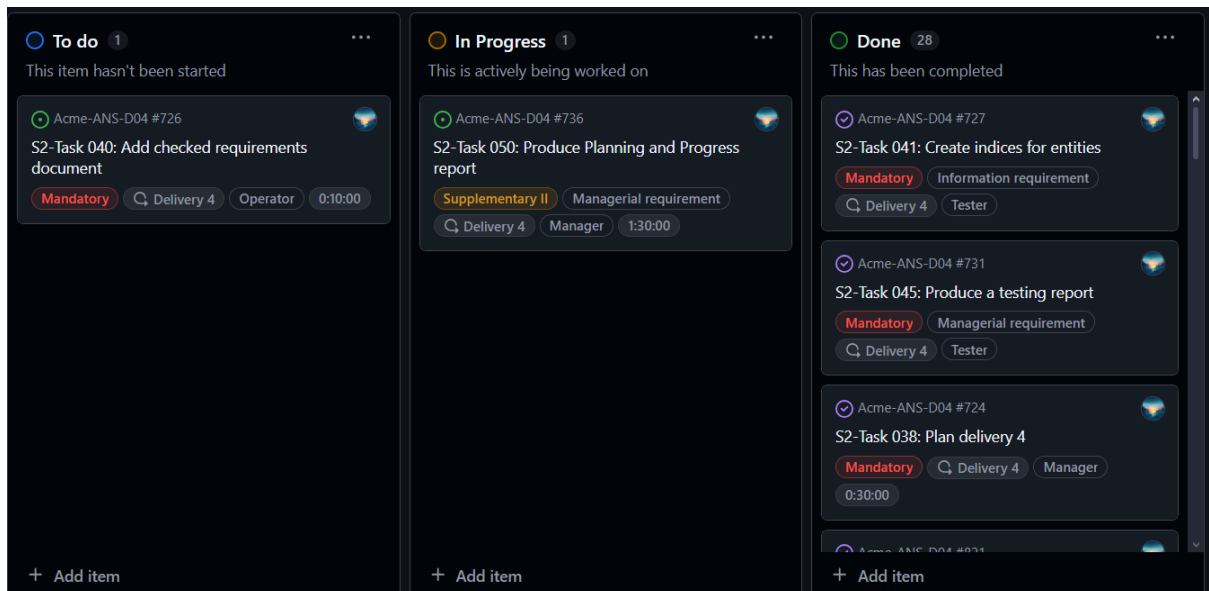 To do 1
This item hasn't been started
Acme-ANS-D04 #726
S2-Task 040: Add checked requirements
document
Mandatory Delivery 4 Operator 0:10:00
+ Add item
In Progress 1
This is actively being worked on
Acme-ANS-D04 #736
S2-Task 050: Produce Planning and Progress
report
Supplementary II Managerial requirement
Delivery 4 Manager 1:30:00
+ Add item
Done 28
This has been completed
Acme-ANS-D04 #727
S2-Task 041: Create indices for entities
Mandatory Information requirement
Delivery 4 Tester
Acme-ANS-D04 #731
S2-Task 045: Produce a testing report
Mandatory Managerial requirement
Delivery 4 Tester
Acme-ANS-D04 #724
S2-Task 038: Plan delivery 4
Mandatory Delivery 4 Manager
0:30:00
Acme-ANS-D04
+ Add item